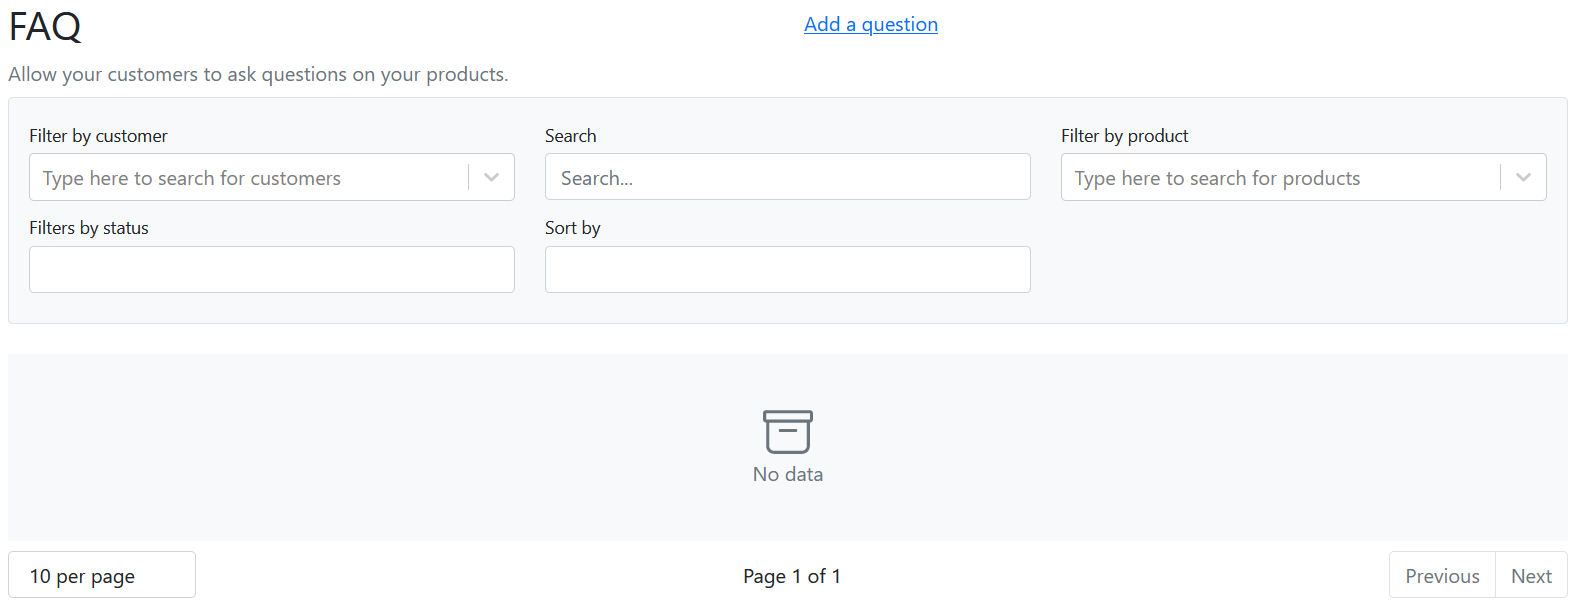 FAQ
Add a question
Allow your customers to ask questions on your products.
Filter by customer
Search
Filter by product
Type here to search for customers
Search...
Type here to search for products
Filters by status
Sort by
No data
10 per page
Page 1 of 1
Previous
Next